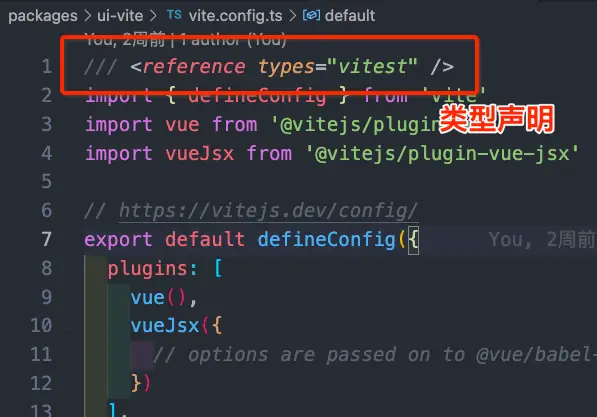 packages > ui-vite > TS vite.config.ts > default
You, 2周前 | 1 author (You)
1 /// <reference types="vitest" />
2 import { defineConfig } from 'vite'
3 import vue from '@vitejs/plugin
类型声明
4 import vueJsx from '@vitejs/plugin-vue-jsx'
5
6 // https://vitejs.dev/config/
7 export default defineConfig({ You, 2周前
8 plugins: [
9 vue(),
10 vueJsx({
11 // options are passed on to @vue/babel-
12 })
13 ],